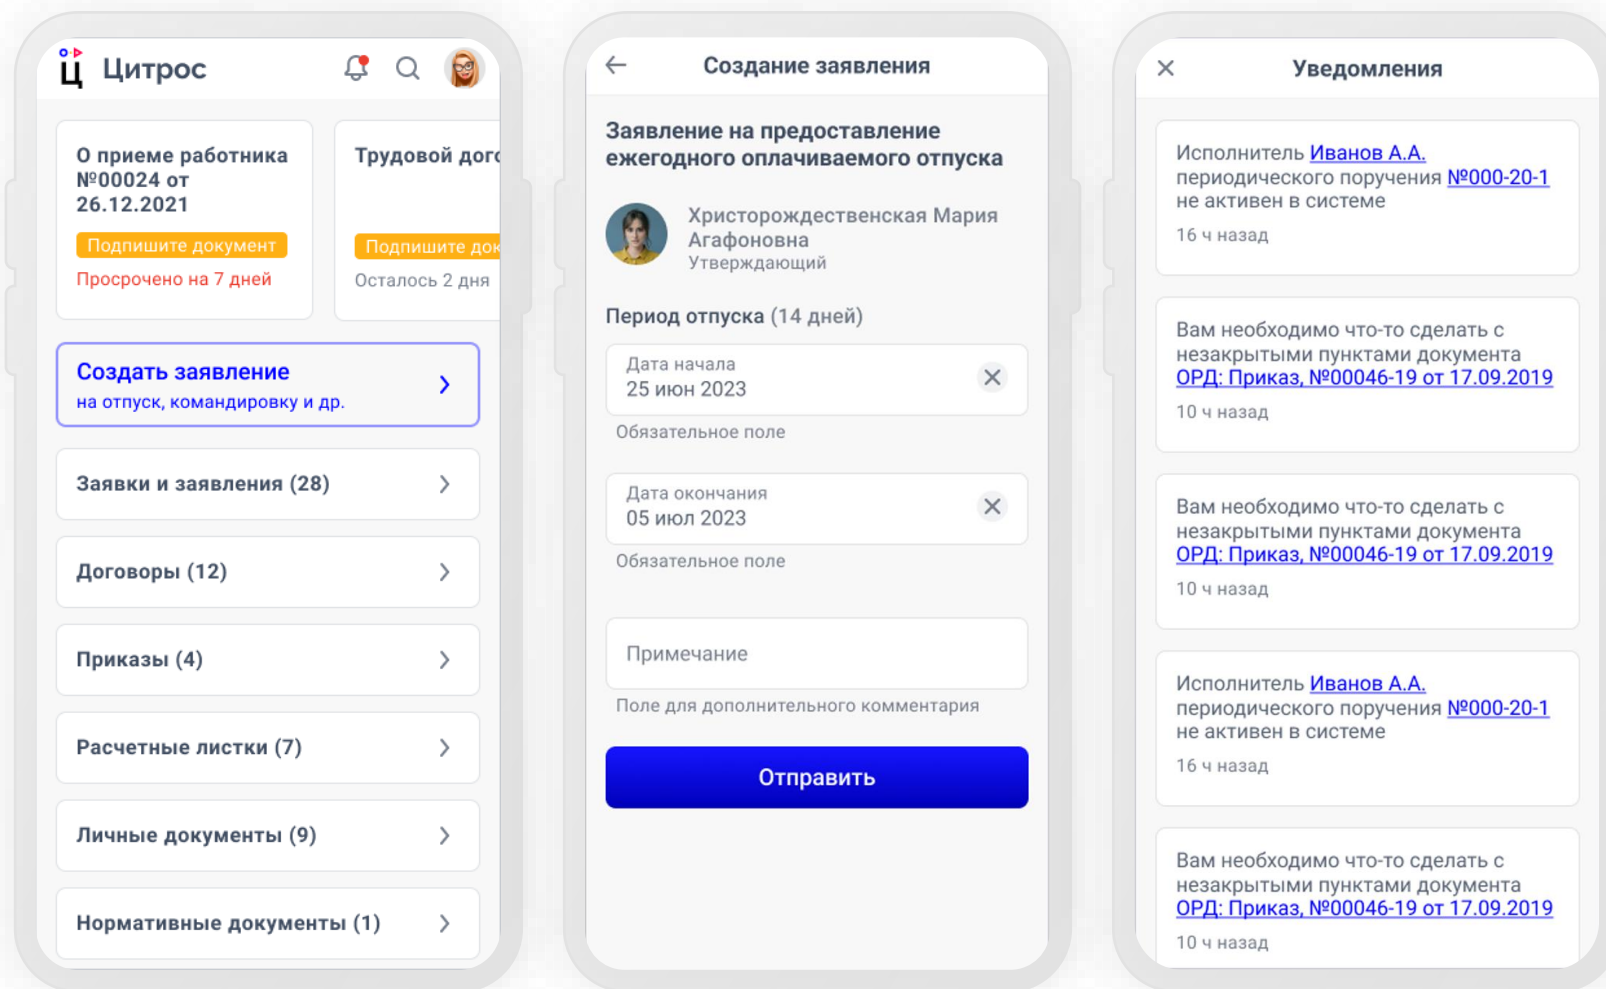 Цитрос
О приеме работника
№00024 от
26.12.2021
Подпишите документ
Просрочено на 7 дней
Трудовой дого
Подпишите док
Осталось 2 дня
Создать заявление
на отпуск, командировку и др.
Заявки и заявления (28)
Договоры (12)
Приказы (4)
Расчетные листки (7)
Личные документы (9)
Нормативные документы (1)
Создание заявления
Заявление на предоставление
ежегодного оплачиваемого отпуска
Христорождественская Мария
Агафоновна
Утверждающий
Период отпуска (14 дней)
Дата начала
25 июн 2023
Обязательное поле
Дата окончания
05 июл 2023
Обязательное поле
Примечание
Поле для дополнительного комментария
Отправить
Уведомления
Исполнитель Иванов А.А.
периодического поручения №000-20-1
не активен в системе
16 ч назад
Вам необходимо что-то сделать с
незакрытыми пунктами документа
ОРД: Приказ, №00046-19 от 17.09.2019
10 ч назад
Вам необходимо что-то сделать с
незакрытыми пунктами документа
ОРД: Приказ, №00046-19 от 17.09.2019
10 ч назад
Исполнитель Иванов А.А.
периодического поручения №000-20-1
не активен в системе
16 ч назад
Вам необходимо что-то сделать с
незакрытыми пунктами документа
ОРД: Приказ, №00046-19 от 17.09.2019
10 ч назад